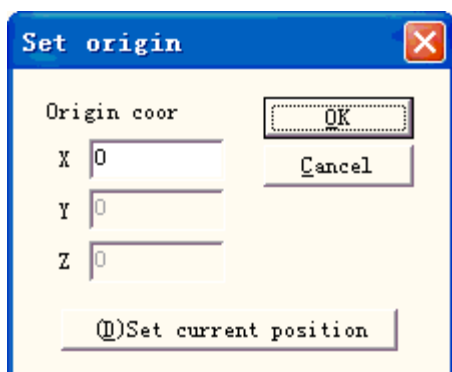 Set origin
Origin coor
OK
X 0
Cancel
Y 0
Z 0
(D)Set current position